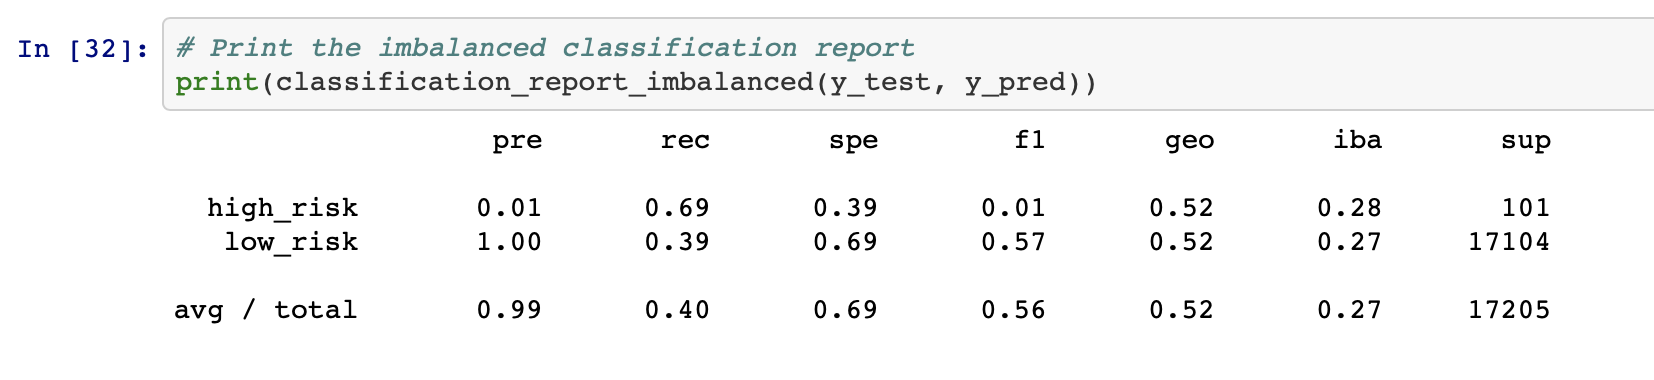 In [32]: # Print the imbalanced classification report
print(classification_report_imbalanced(y_test, y_pred))
pre rec spe f1 geo iba sup
high_risk 0.01 0.69 0.39 0.01 0.52 0.28 101
low_risk 1.00 0.39 0.69 0.57 0.52 0.27 17104
avg / total 0.99 0.40 0.69 0.56 0.52 0.27 17205